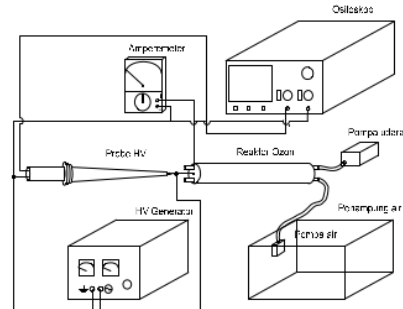 Osiloskop
Amperemeter
Pompa udara
Probe HV
Reaktor Ozon
HV Generator
Penampung air
Pompa air